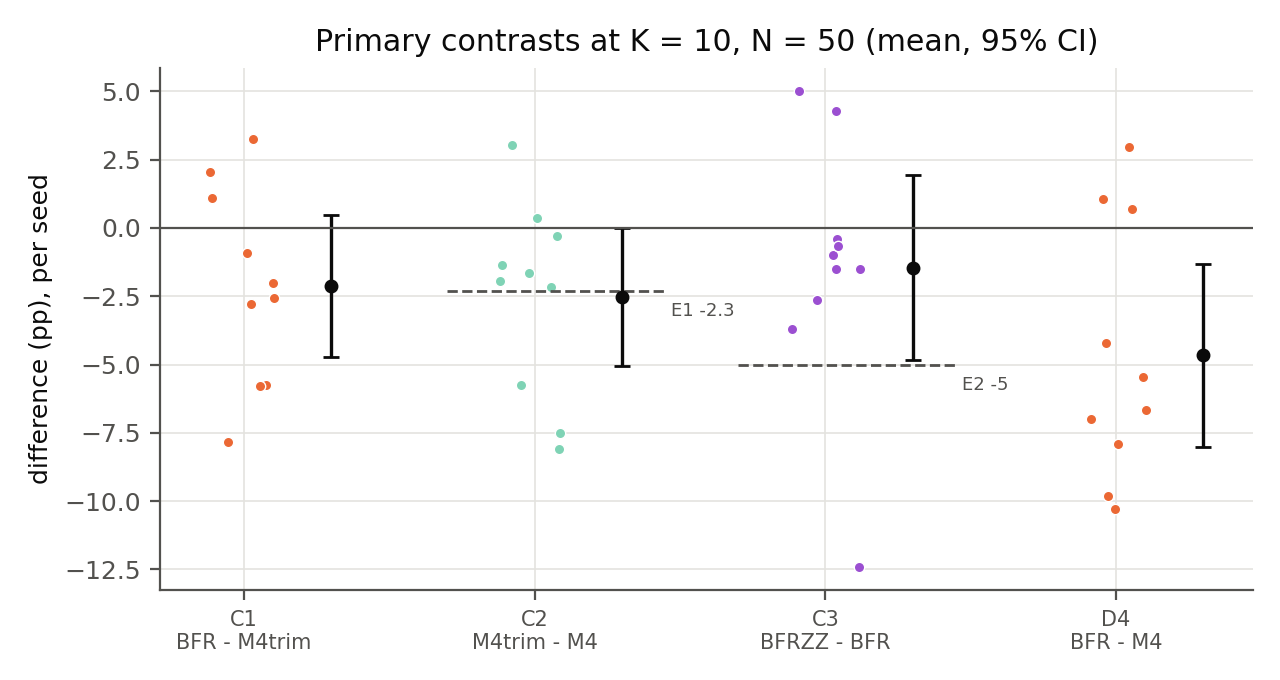 Primary contrasts at K = 10, N = 50 (mean, 95% CI)
difference (pp), per seed
5.0
2.5
0.0
−2.5
−5.0
−7.5
−10.0
−12.5
E1 -2.3
E2 -5
C1
BFR - M4trim
C2
M4trim - M4
C3
BFRZZ - BFR
D4
BFR - M4